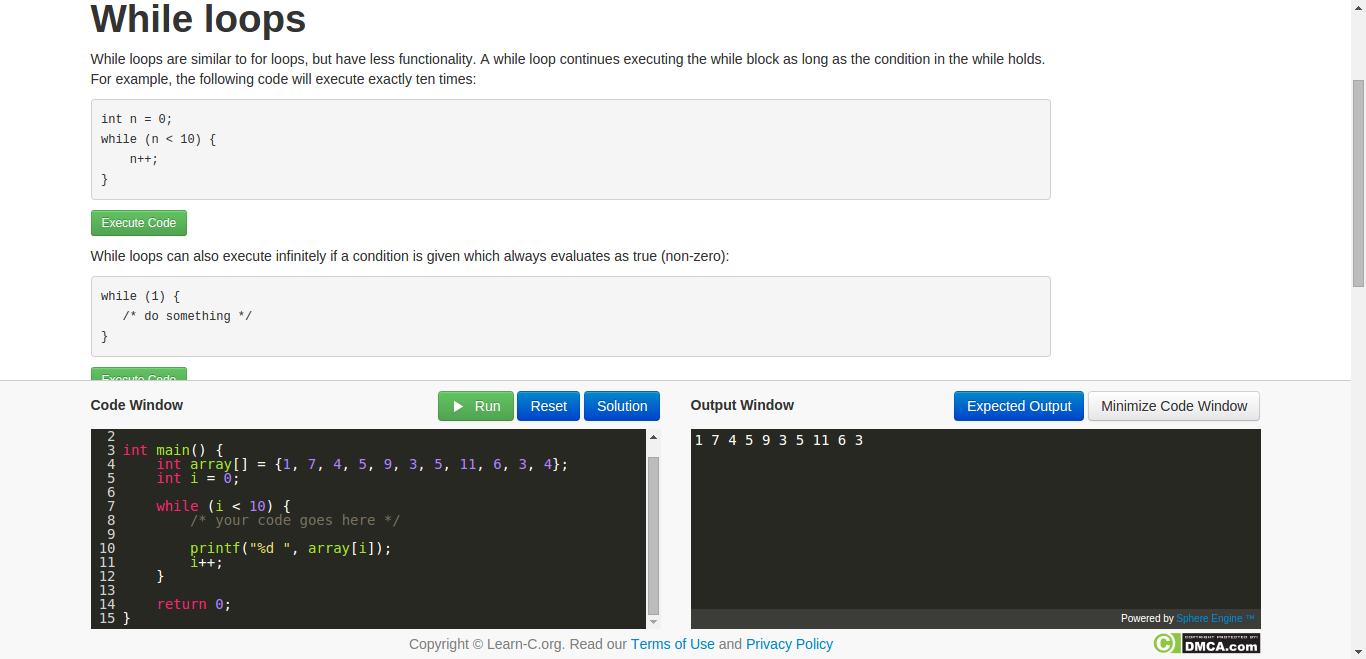 While loops
While loops are similar to for loops, but have less functionality. A while loop continues executing the while block as long as the condition in the while holds.
For example, the following code will execute exactly ten times:
int n = 0;
while (n < 10) {
    n++;
}
Execute Code
While loops can also execute infinitely if a condition is given which always evaluates as true (non-zero):
while (1) {
   /* do something */
}
Execute Code
Code Window
Run Reset Solution
Output Window
Expected Output Minimize Code Window
2
3 int main() {
4     int array[] = {1, 7, 4, 5, 9, 3, 5, 11, 6, 3, 4};
5     int i = 0;
6
7     while (i < 10) {
8         /* your code goes here */
9
10         printf("%d ", array[i]);
11         i++;
12     }
13
14     return 0;
15 }
1 7 4 5 9 3 5 11 6 3
Powered by Sphere Engine ™
Copyright © Learn-C.org. Read our Terms of Use and Privacy Policy
COPYRIGHT PROTECTED BY:
DMCA.com